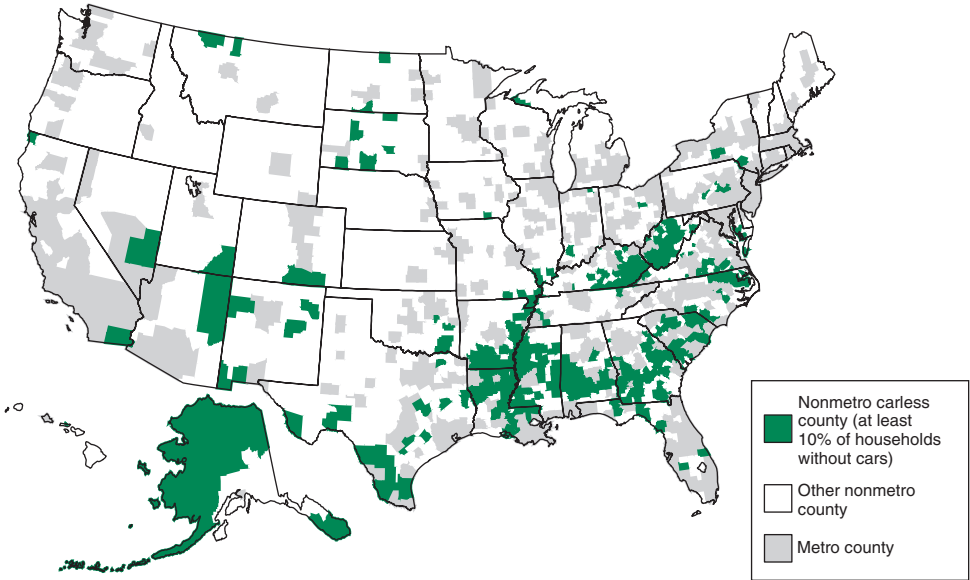 Nonmetro carless
county (at least
10% of households
without cars)
Other nonmetro
county
Metro county